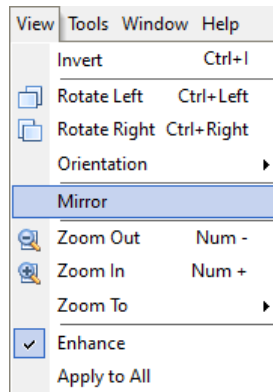 View Tools Window Help
Invert Ctrl+I
Rotate Left Ctrl+Left
Rotate Right Ctrl+Right
Orientation
Mirror
Zoom Out Num -
Zoom In Num +
Zoom To
Enhance
Apply to All